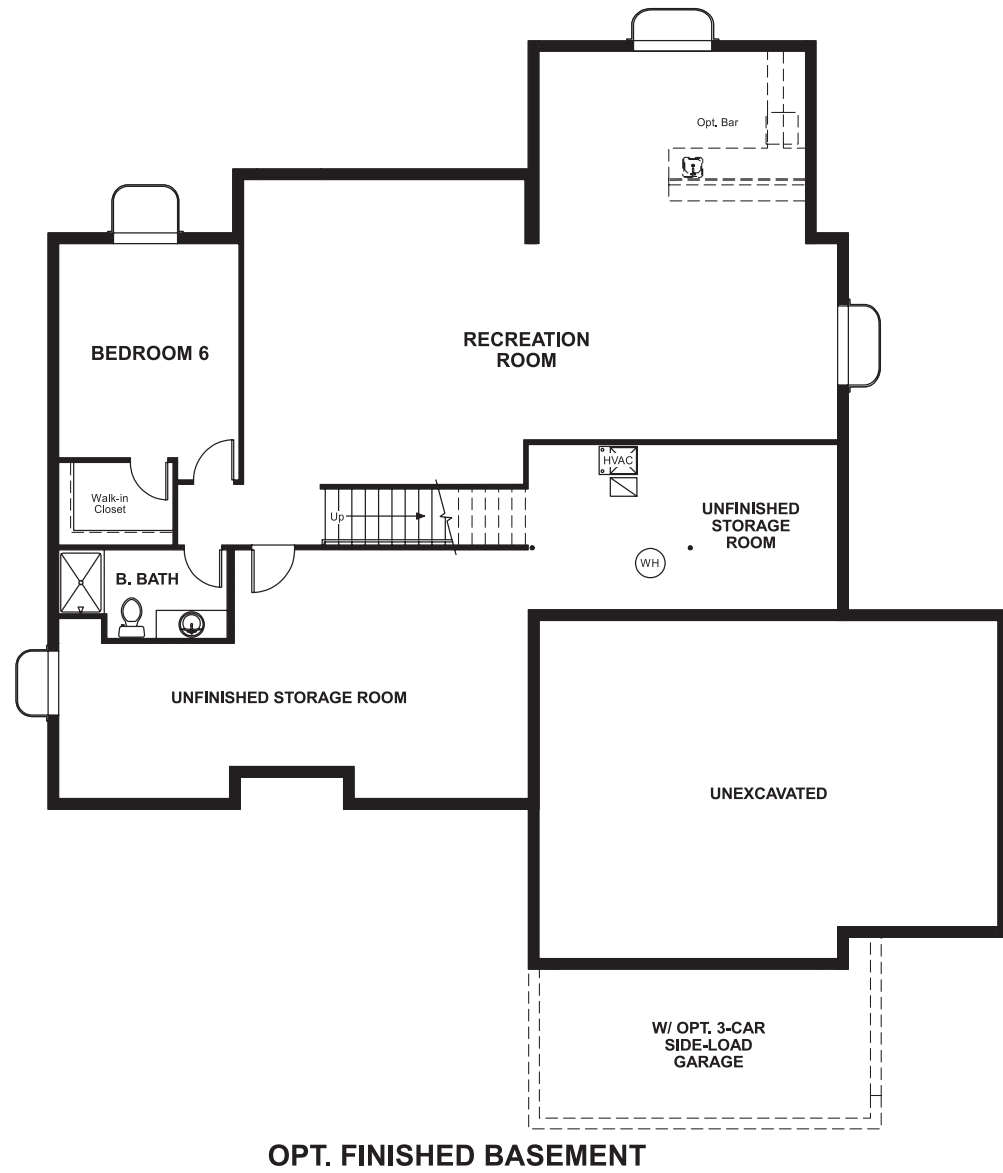 Opt. Bar
RECREATION
ROOM
BEDROOM 6
HVAC
Walk-in
Closet
Up
UNFINISHED
STORAGE
ROOM
WH
B. BATH
UNFINISHED STORAGE ROOM
UNEXCAVATED
W/ OPT. 3-CAR
SIDE-LOAD
GARAGE
OPT. FINISHED BASEMENT